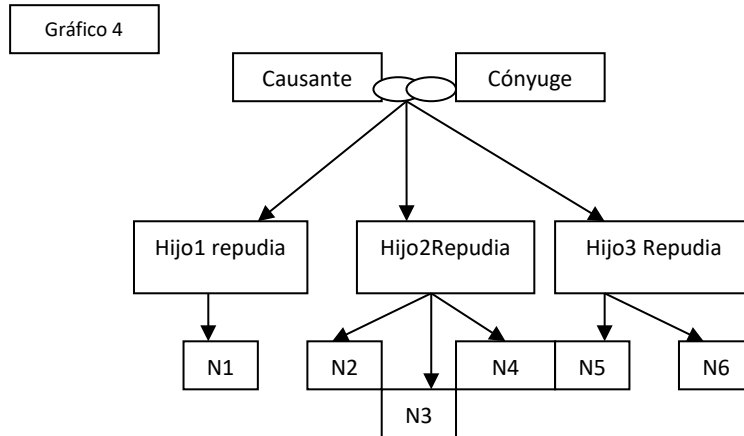 Gráfico 4
Causante
Cónyuge
Hijo1 repudia
Hijo2Repudia
Hijo3 Repudia
N1
N2
N4
N5
N6
N3